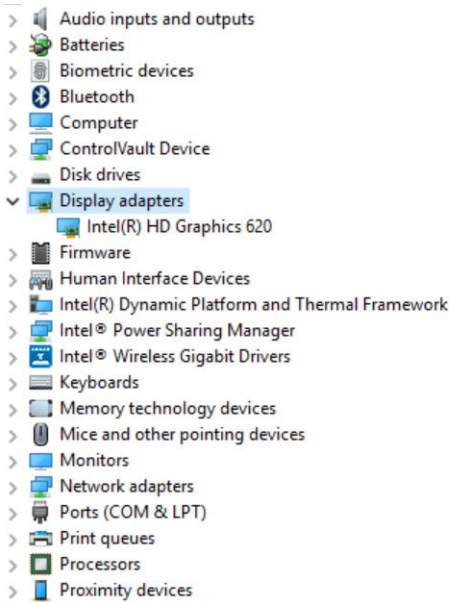 Audio inputs and outputs
Batteries
Biometric devices
Bluetooth
Computer
ControlVault Device
Disk drives
Display adapters
Intel(R) HD Graphics 620
Firmware
Human Interface Devices
Intel(R) Dynamic Platform and Thermal Framework
Intel® Power Sharing Manager
Intel® Wireless Gigabit Drivers
Keyboards
Memory technology devices
Mice and other pointing devices
Monitors
Network adapters
Ports (COM & LPT)
Print queues
Processors
Proximity devices